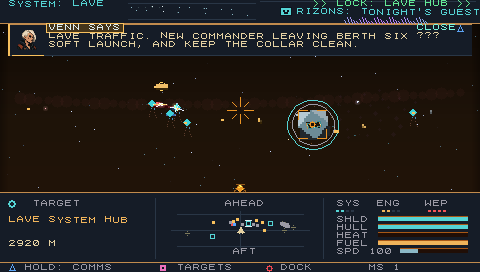 SYSTEM: LAVE
LOCK: LAVE HUB
RIZONS: TONIGHT'S GUEST
CLOSE
VENN SAYS
LAVE TRAFFIC. NEW COMMANDER LEAVING BERTH SIX ???
SOFT LAUNCH, AND KEEP THE COLLAR CLEAN.
TARGET
LAVE SYSTEM HUB
2920 M
AHEAD
AFT
SYS ENG WEP
SHLD
HULL
HEAT
FUEL
SPD 100
HOLD: COMMS
TARGETS
DOCK
MS 1